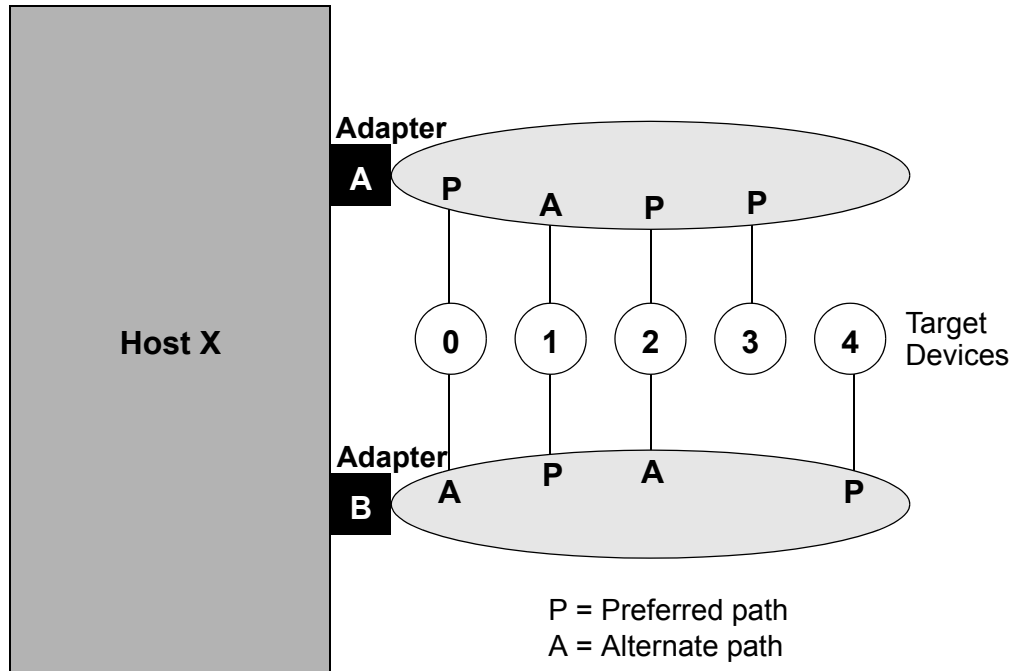 Adapter
A
P
A
P
P
Host X
0
1
2
3
4
Target
Devices
Adapter
B
A
P
A
P
P = Preferred path
A = Alternate path